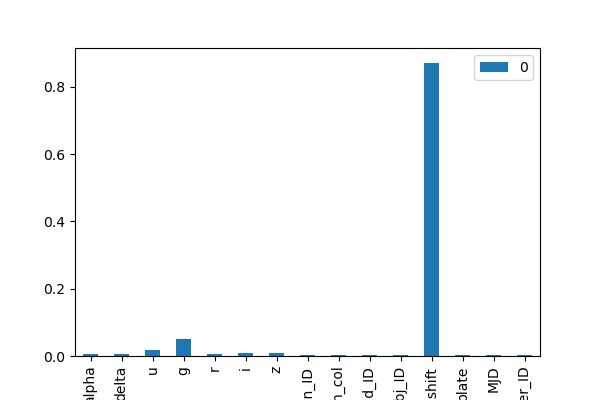 0
0.8
0.6
0.4
0.2
0.0
alpha
delta
u
g
r
i
z
n_ID
n_col
d_ID
bj_ID
shift
plate
MJD
er_ID